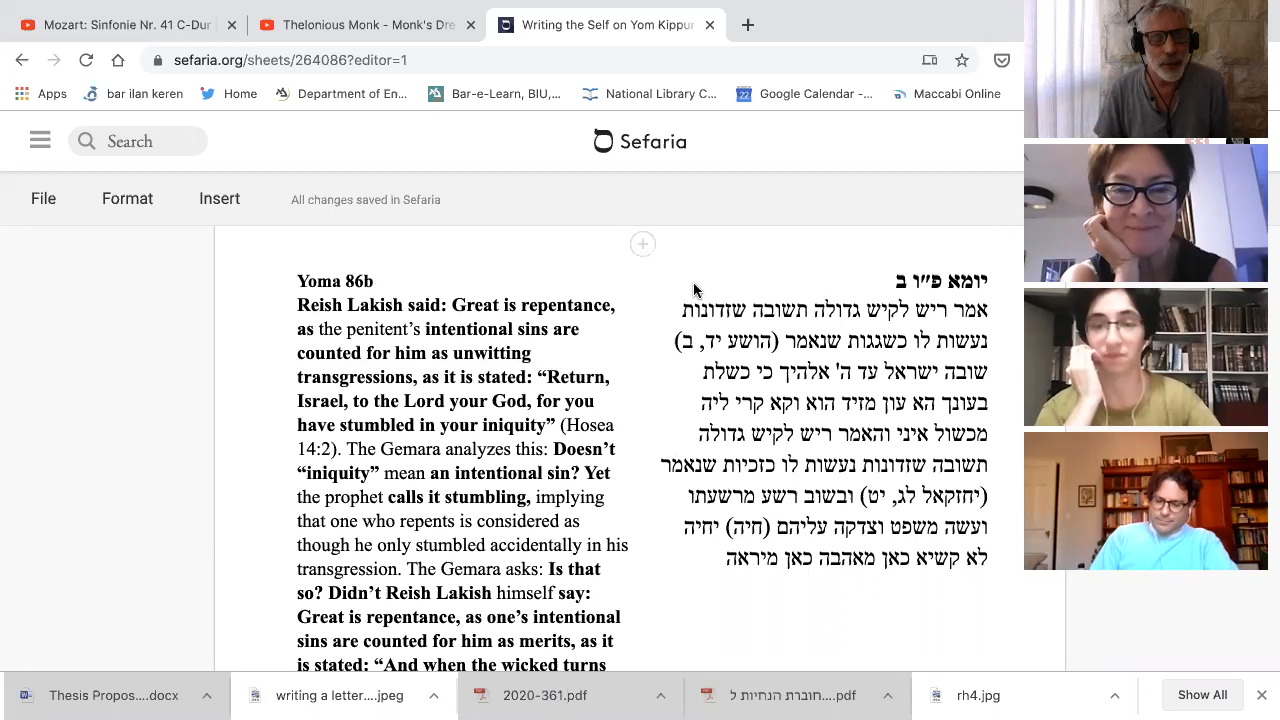 Mozart: Sinfonie Nr. 41 C-Dur
Thelonious Monk - Monk's Dre
Writing the Self on Yom Kippur
sefaria.org/sheets/264086?editor=1
Apps
bar ilan keren
Home
Department of En...
Bar-e-Learn, BIU,...
National Library C...
22
Google Calendar -...
Maccabi Online
Search
Sefaria
File
Format
Insert
All changes saved in Sefaria
Yoma 86b
Reish Lakish said: Great is repentance,
as the penitent's intentional sins are
counted for him as unwitting
transgressions, as it is stated: “Return,
Israel, to the Lord your God, for you
have stumbled in your iniquity” (Hosea
14:2). The Gemara analyzes this: Doesn’t
“iniquity” mean an intentional sin? Yet
the prophet calls it stumbling, implying
that one who repents is considered as
though he only stumbled accidentally in his
transgression. The Gemara asks: Is that
so? Didn’t Reish Lakish himself say:
Great is repentance, as one’s intentional
sins are counted for him as merits, as it
is stated: “And when the wicked turns
יומא פ״ו ב
אמר ריש לקיש גדולה תשובה שזדונות
נעשות לו כשגגות שנאמר (הושע יד, ב)
שובה ישראל עד ה' אלהיך כי כשלת
בעונך הא עון מזיד הוא וקא קרי ליה
מכשול איני והאמר ריש לקיש גדולה
תשובה שזדונות נעשות לו כזכיות שנאמר
(יחזקאל לג, יט) ובשוב רשע מרשעתו
ועשה משפט וצדקה עליהם (חיה) יחיה
לא קשיא כאן מאהבה כאן מיראה
Thesis Propos....docx
writing a letter....jpeg
2020-361.pdf
חוברת הנחיות ל....pdf
rh4.jpg
Show All